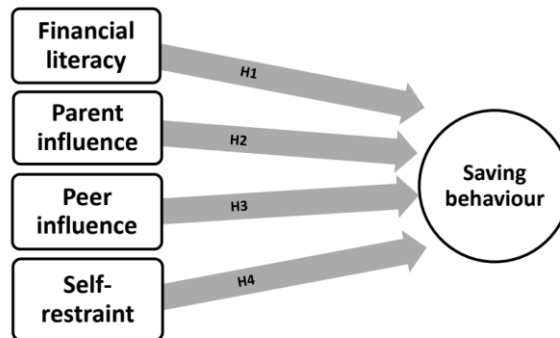 Financial
literacy
H1
Parent
influence
H2
Peer
influence
H3
Self-
restraint
H4
Saving
behaviour